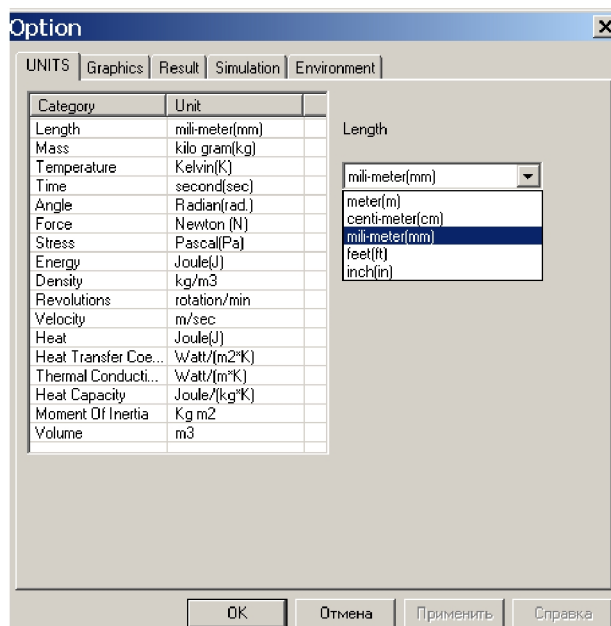 Option
UNITS Graphics Result Simulation Environment
Category Unit
Length mili-meter(mm)
Mass kilo gram(kg)
Temperature Kelvin(K)
Time second(sec)
Angle Radian(rad.)
Force Newton (N)
Stress Pascal(Pa)
Energy Joule(J)
Density kg/m3
Revolutions rotation/min
Velocity m/sec
Heat Joule(J)
Heat Transfer Coe... Watt/(m2*K)
Thermal Conducti... Watt/(m*K)
Heat Capacity Joule/(kg*K)
Moment Of Inertia Kg m2
Volume m3
Length
mili-meter(mm)
meter(m)
centi-meter(cm)
mili-meter(mm)
feet(ft)
inch(in)
OK Отмена Применить Справка